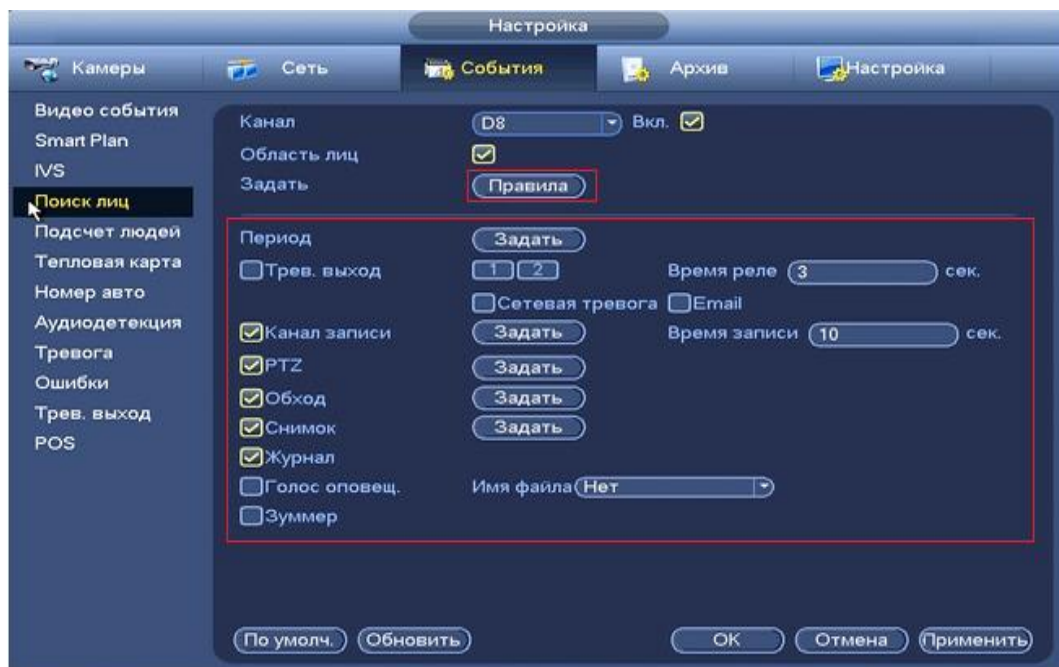 Настройка
Камеры Сеть События Архив Настройка
Видео события
Smart Plan
IVS
Поиск лиц
Подсчет людей
Тепловая карта
Номер авто
Аудиодетекция
Тревога
Ошибки
Трев. выход
POS
Канал D8 Вкл.
Область лиц
Задать Правила
Период Задать
Трев. выход 1 2 Время реле 3 сек.
Сетевая тревога Email
Канал записи Задать Время записи 10 сек.
PTZ Задать
Обход Задать
Снимок Задать
Журнал
Голос оповещ. Имя файла Нет
Зуммер
По умолч. Обновить OK Отмена Применить